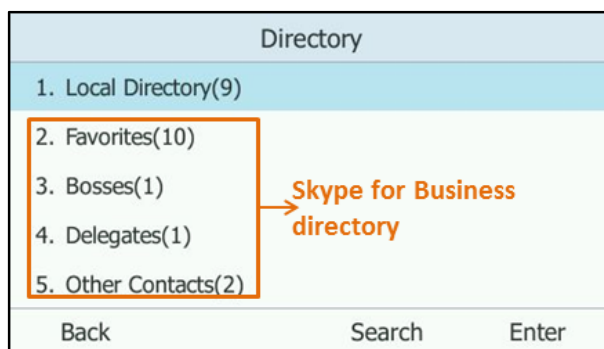 Directory
1. Local Directory(9)
2. Favorites(10)
3. Bosses(1)
Skype for Business
directory
4. Delegates(1)
5. Other Contacts(2)
Back Search Enter